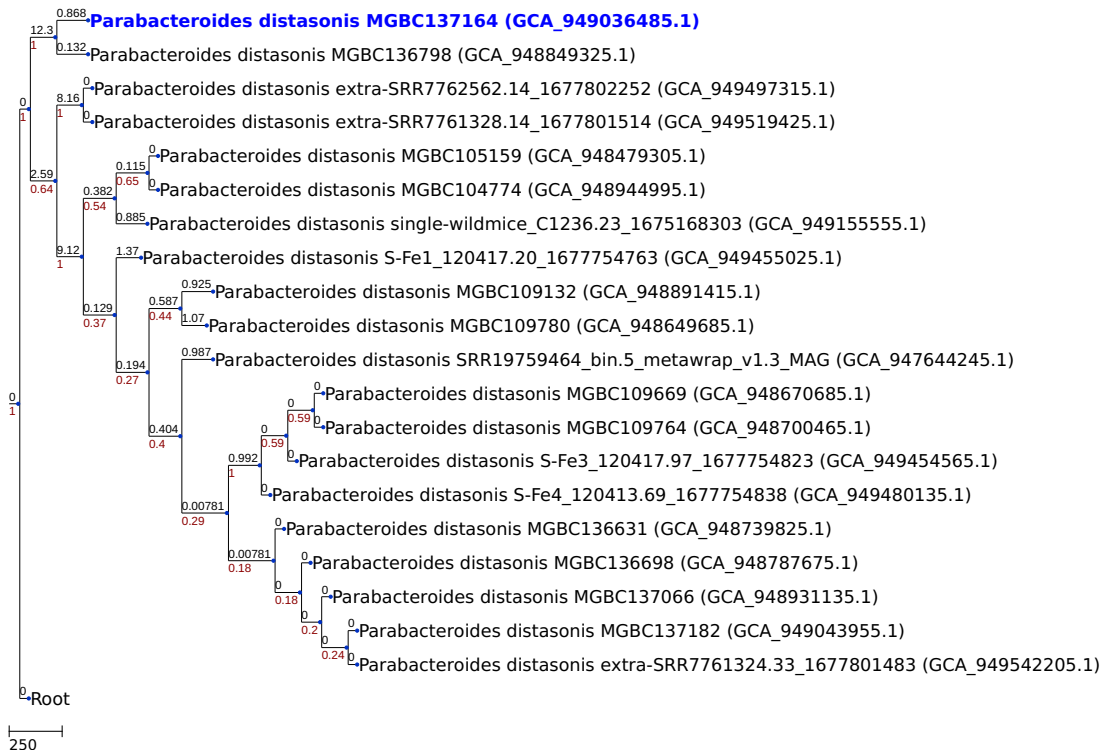 0.868
Parabacteroides distasonis MGBC137164 (GCA_949036485.1)
12.3
1
0.132
Parabacteroides distasonis MGBC136798 (GCA_948849325.1)
0
Parabacteroides distasonis extra-SRR7762562.14_1677802252 (GCA_949497315.1)
0
1
8.16
1
0
Parabacteroides distasonis extra-SRR7761328.14_1677801514 (GCA_949519425.1)
0
Parabacteroides distasonis MGBC105159 (GCA_948479305.1)
0.115
0.65
2.59
0.64
0.382
0.54
0
Parabacteroides distasonis MGBC104774 (GCA_948944995.1)
0.885
Parabacteroides distasonis single-wildmice_C1236.23_1675168303 (GCA_949155555.1)
9.12
1
1.37
Parabacteroides distasonis S-Fe1_120417.20_1677754763 (GCA_949455025.1)
0.925
Parabacteroides distasonis MGBC109132 (GCA_948891415.1)
0.129
0.37
0.587
0.44
1.07
Parabacteroides distasonis MGBC109780 (GCA_948649685.1)
0.987
Parabacteroides distasonis SRR19759464_bin.5_metawrap_v1.3_MAG (GCA_947644245.1)
0.194
0.27
0
Parabacteroides distasonis MGBC109669 (GCA_948670685.1)
0
1
0
0.59
0
Parabacteroides distasonis MGBC109764 (GCA_948700465.1)
0.404
0.4
0
0.59
0
Parabacteroides distasonis S-Fe3_120417.97_1677754823 (GCA_949454565.1)
0.992
1
0
Parabacteroides distasonis S-Fe4_120413.69_1677754838 (GCA_949480135.1)
0.00781
0.29
0
Parabacteroides distasonis MGBC136631 (GCA_948739825.1)
0.00781
0.18
0
Parabacteroides distasonis MGBC136698 (GCA_948787675.1)
0
0.18
0
Parabacteroides distasonis MGBC137066 (GCA_948931135.1)
0
0.2
0
Parabacteroides distasonis MGBC137182 (GCA_949043955.1)
0
0.24
0
Parabacteroides distasonis extra-SRR7761324.33_1677801483 (GCA_949542205.1)
0
Root
250